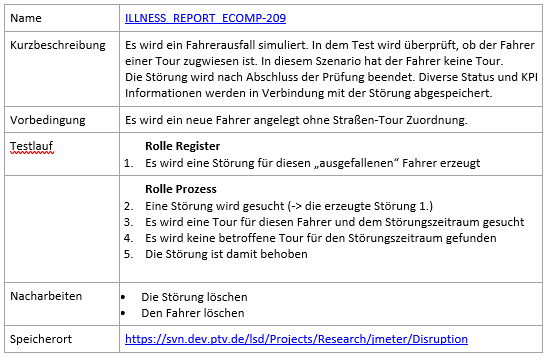 Name
ILLNESS_REPORT_ECOMP-209
Kurzbeschreibung
Es wird ein Fahrerausfall simuliert. In dem Test wird überprüft, ob der Fahrer
einer Tour zugwiesen ist. In diesem Szenario hat der Fahrer keine Tour.
Die Störung wird nach Abschluss der Prüfung beendet. Diverse Status und KPI
Informationen werden in Verbindung mit der Störung abgespeichert.
Vorbedingung
Es wird ein neue Fahrer angelegt ohne Straßen-Tour Zuordnung.
Testlauf
Rolle Register
1. Es wird eine Störung für diesen „ausgefallenen“ Fahrer erzeugt
Rolle Prozess
2. Eine Störung wird gesucht (-> die erzeugte Störung 1.)
3. Es wird eine Tour für diesen Fahrer und dem Störungszeitraum gesucht
4. Es wird keine betroffene Tour für den Störungszeitraum gefunden
5. Die Störung ist damit behoben
Nacharbeiten
• Die Störung löschen
• Den Fahrer löschen
Speicherort
https://svn.dev.ptv.de/lsd/Projects/Research/jmeter/Disruption